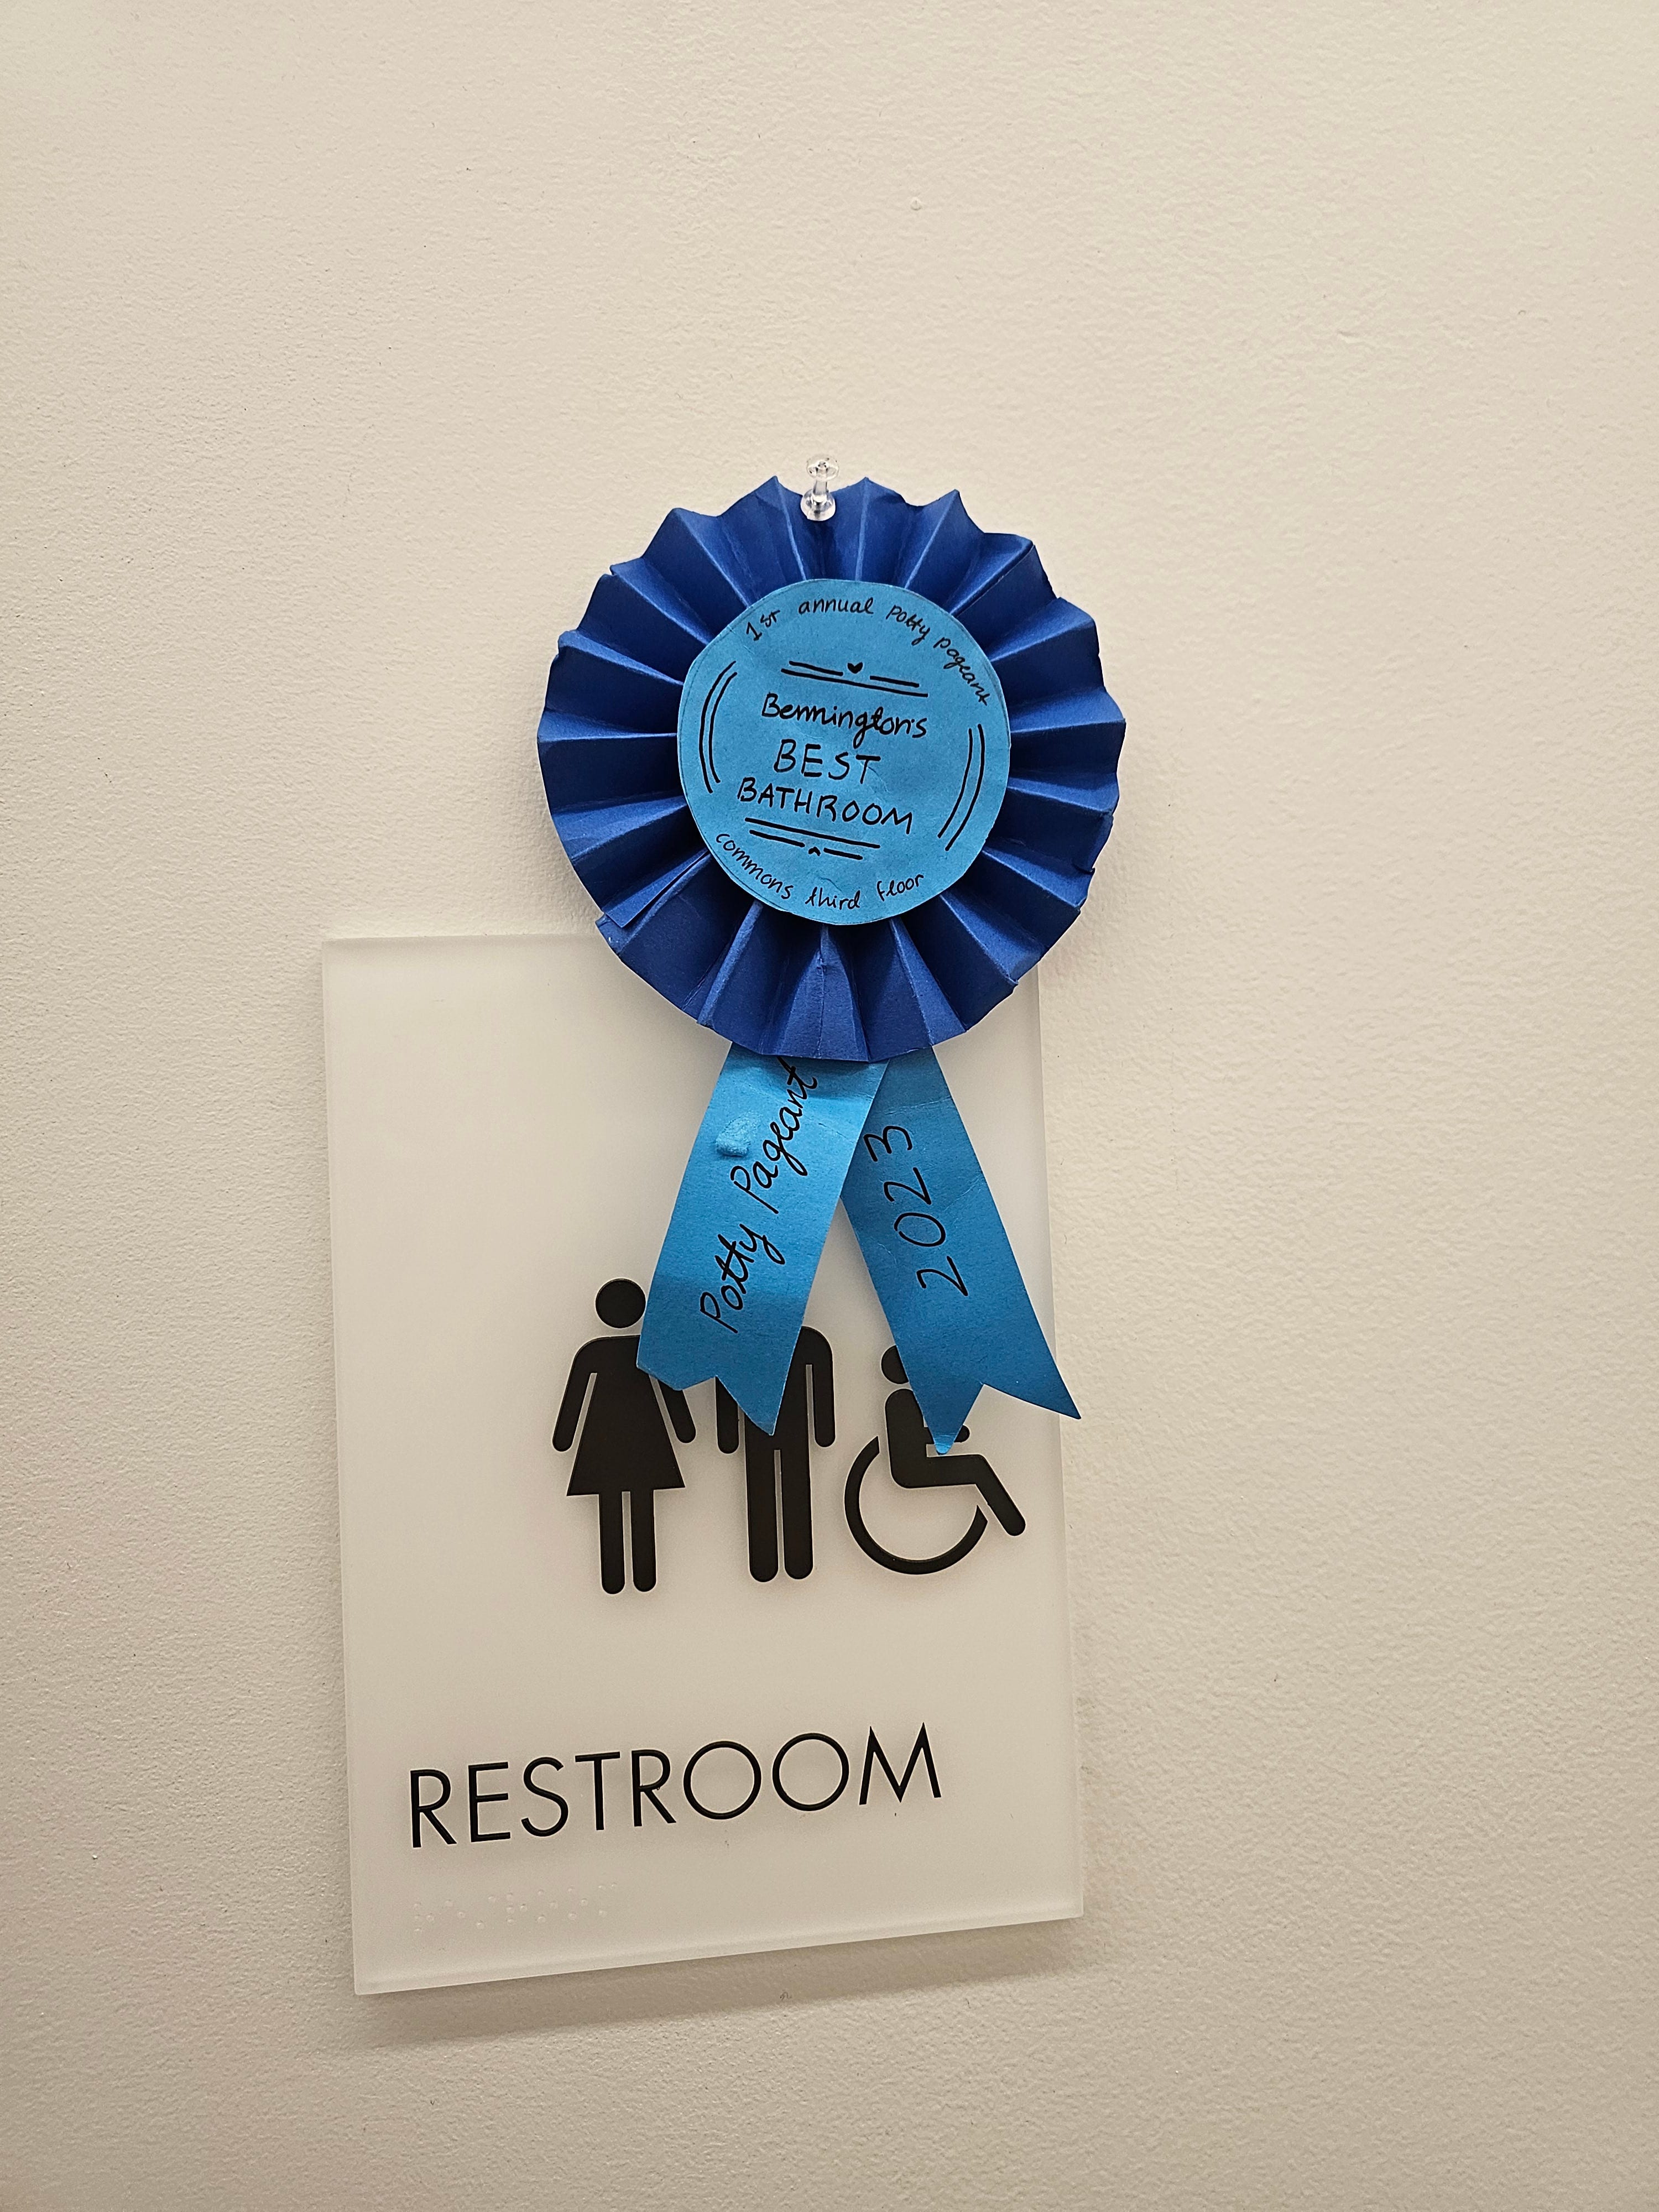 1st annual potty pageant
Bennington's
BEST
BATHROOM
commons third floor
Potty Pageant
2023
RESTROOM